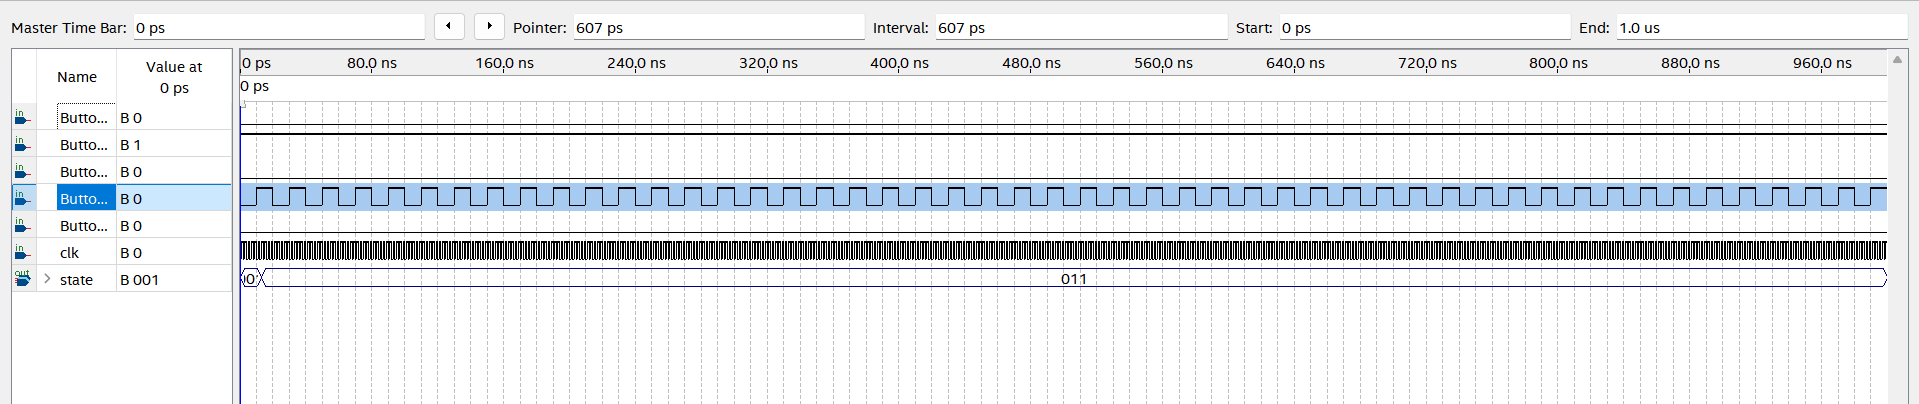 Master Time Bar: 0 ps Pointer: 607 ps Interval: 607 ps Start: 0 ps End: 1.0 us
Name Value at 0 ps
0 ps 80.0 ns 160.0 ns 240.0 ns 320.0 ns 400.0 ns 480.0 ns 560.0 ns 640.0 ns 720.0 ns 800.0 ns 880.0 ns 960.0 ns
0 ps
in Butto... B 0
in Butto... B 1
in Butto... B 0
in Butto... B 0
in Butto... B 0
in clk B 0
out > state B 001 011